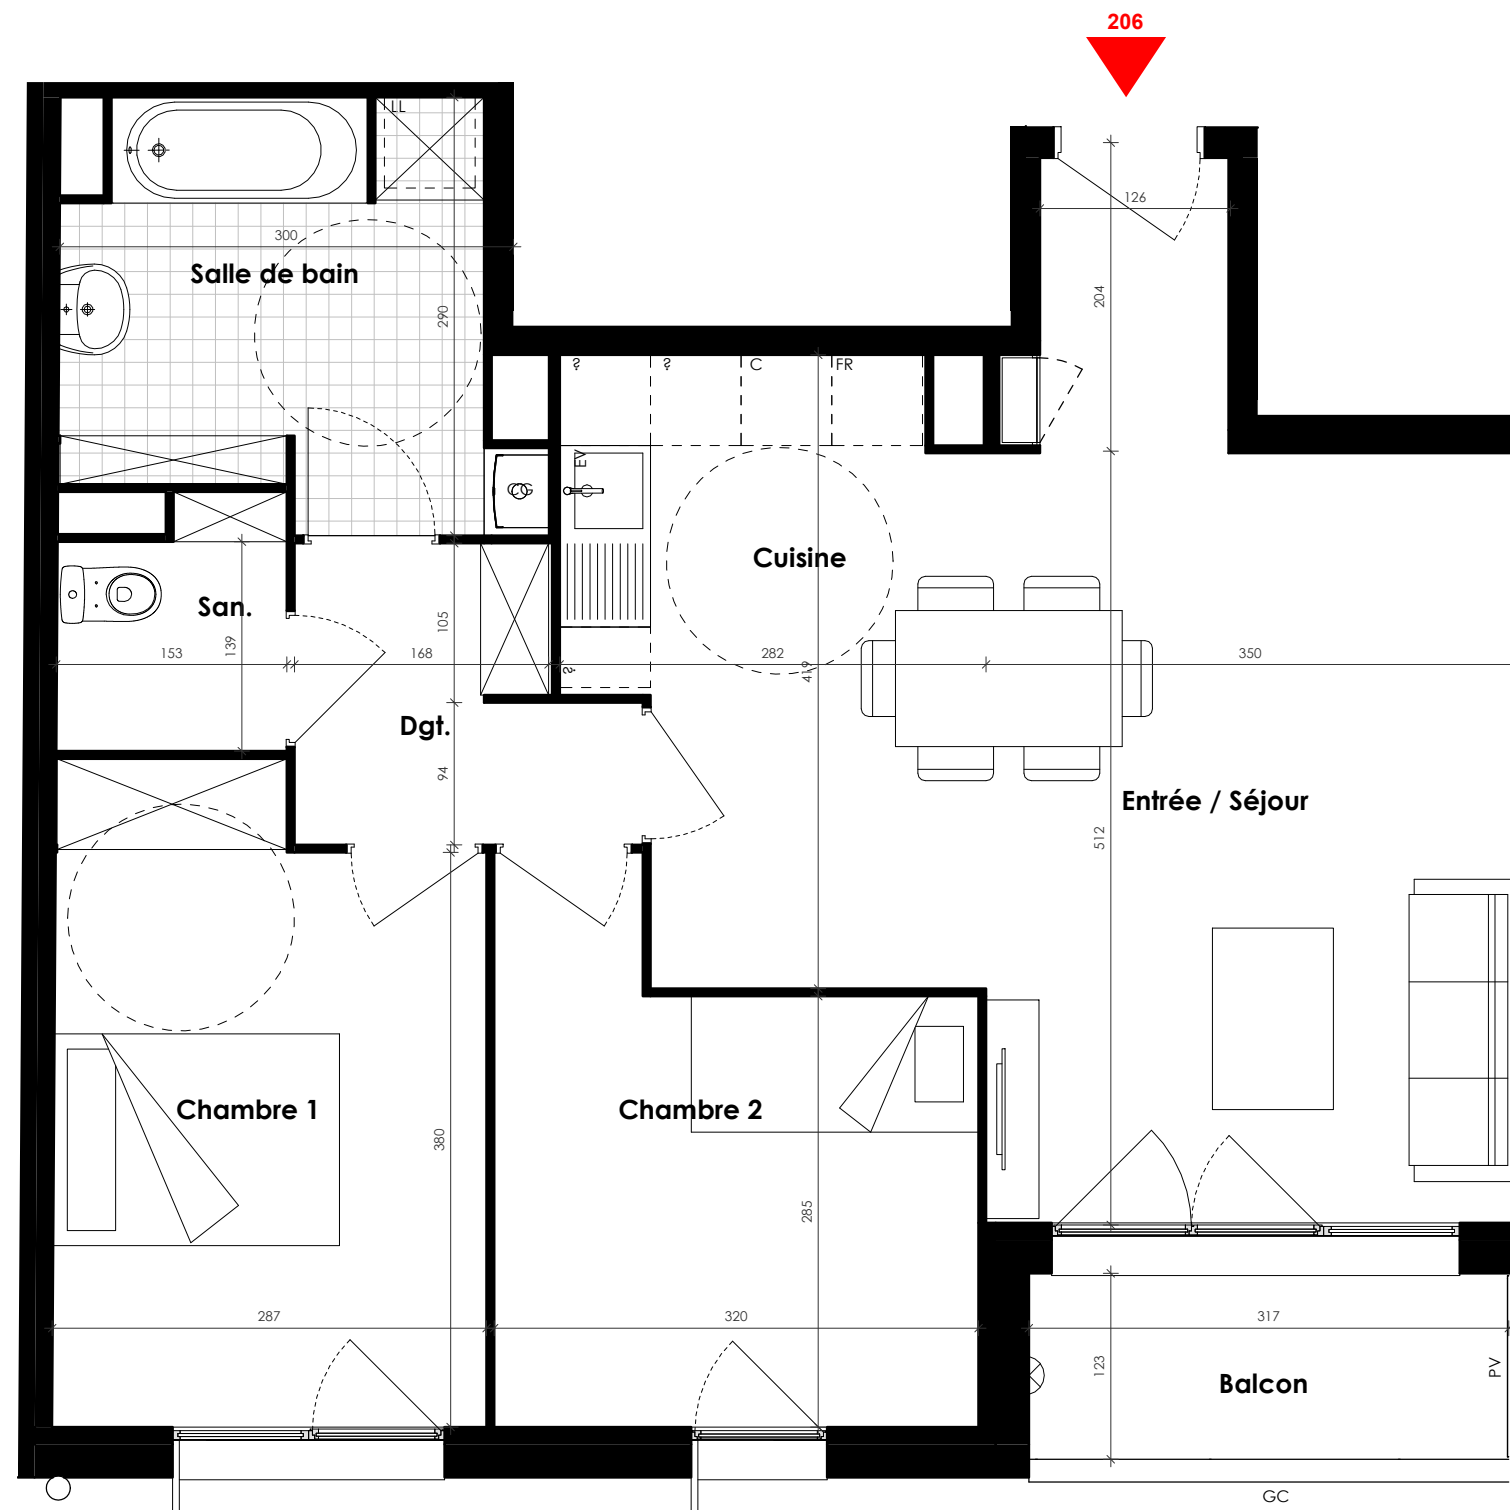 206
LL
126
300
Salle de bain
290
204
?
?
C
FR
EV
CG
Cuisine
San.
139
105
153
168
282
419
350
?
Dgt.
94
Entrée / Séjour
512
Chambre 1
Chambre 2
380
285
287
320
317
123
Balcon
PV
GC